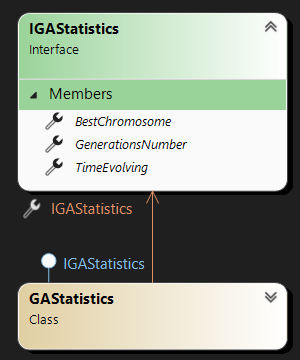 IGAStatistics
Interface
Members
BestChromosome
GenerationsNumber
TimeEvolving
IGAStatistics
IGAStatistics
GAStatistics
Class